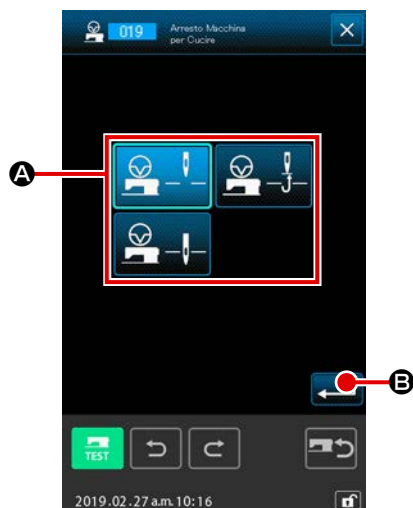 019
Arresto Macchina
per Cucire
A
B
TEST
2019.02.27 a.m.10:16